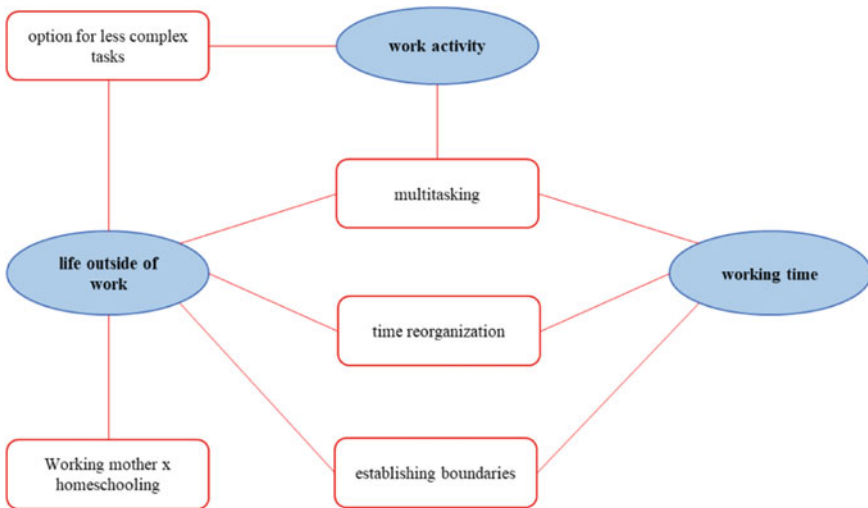 option for less complex
tasks
work activity
multitasking
life outside of
work
working time
time reorganization
Working mother x
homeschooling
establishing boundaries